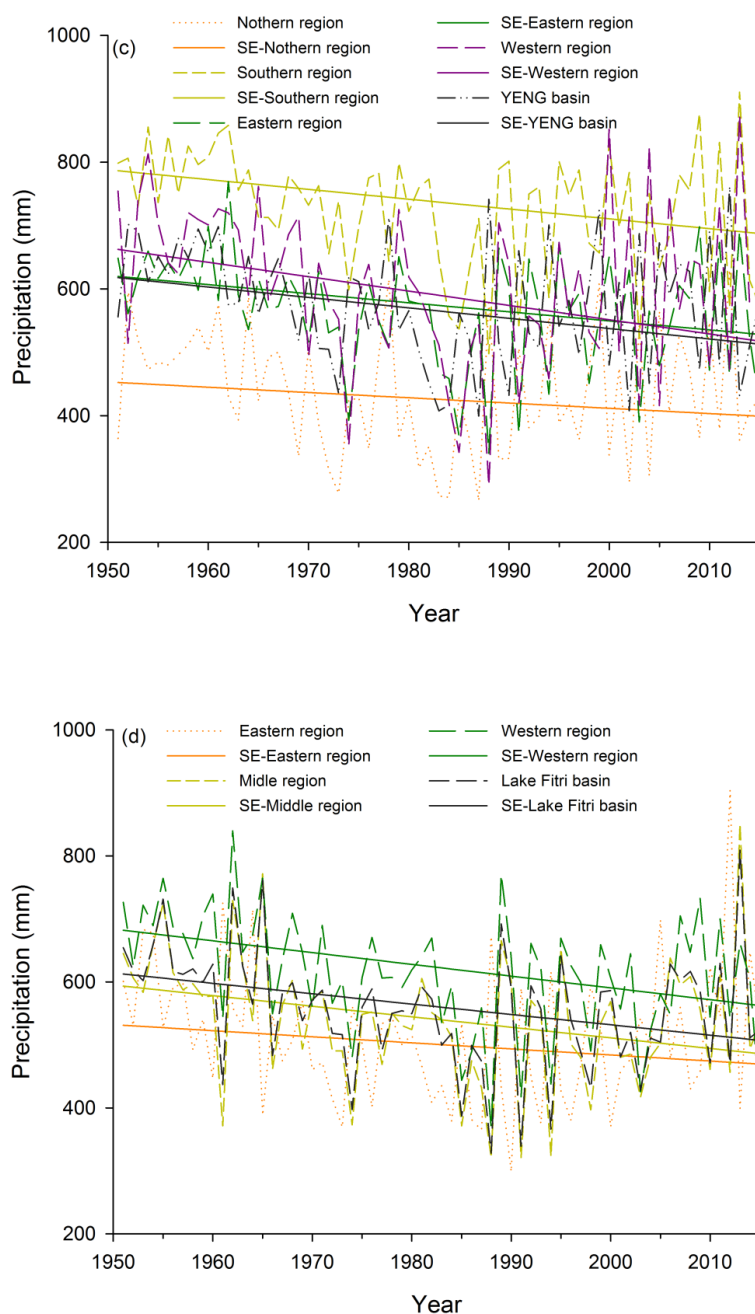 (c)
Nothern region
SE-Nothern region
Southern region
SE-Southern region
Eastern region
SE-Eastern region
Western region
SE-Western region
YENG basin
SE-YENG basin
Precipitation (mm)
1000
800
600
400
200
1950 1960 1970 1980 1990 2000 2010
Year
(d)
Eastern region
SE-Eastern region
Midle region
SE-Middle region
Western region
SE-Western region
Lake Fitri basin
SE-Lake Fitri basin
Precipitation (mm)
1000
800
600
400
200
1950 1960 1970 1980 1990 2000 2010
Year